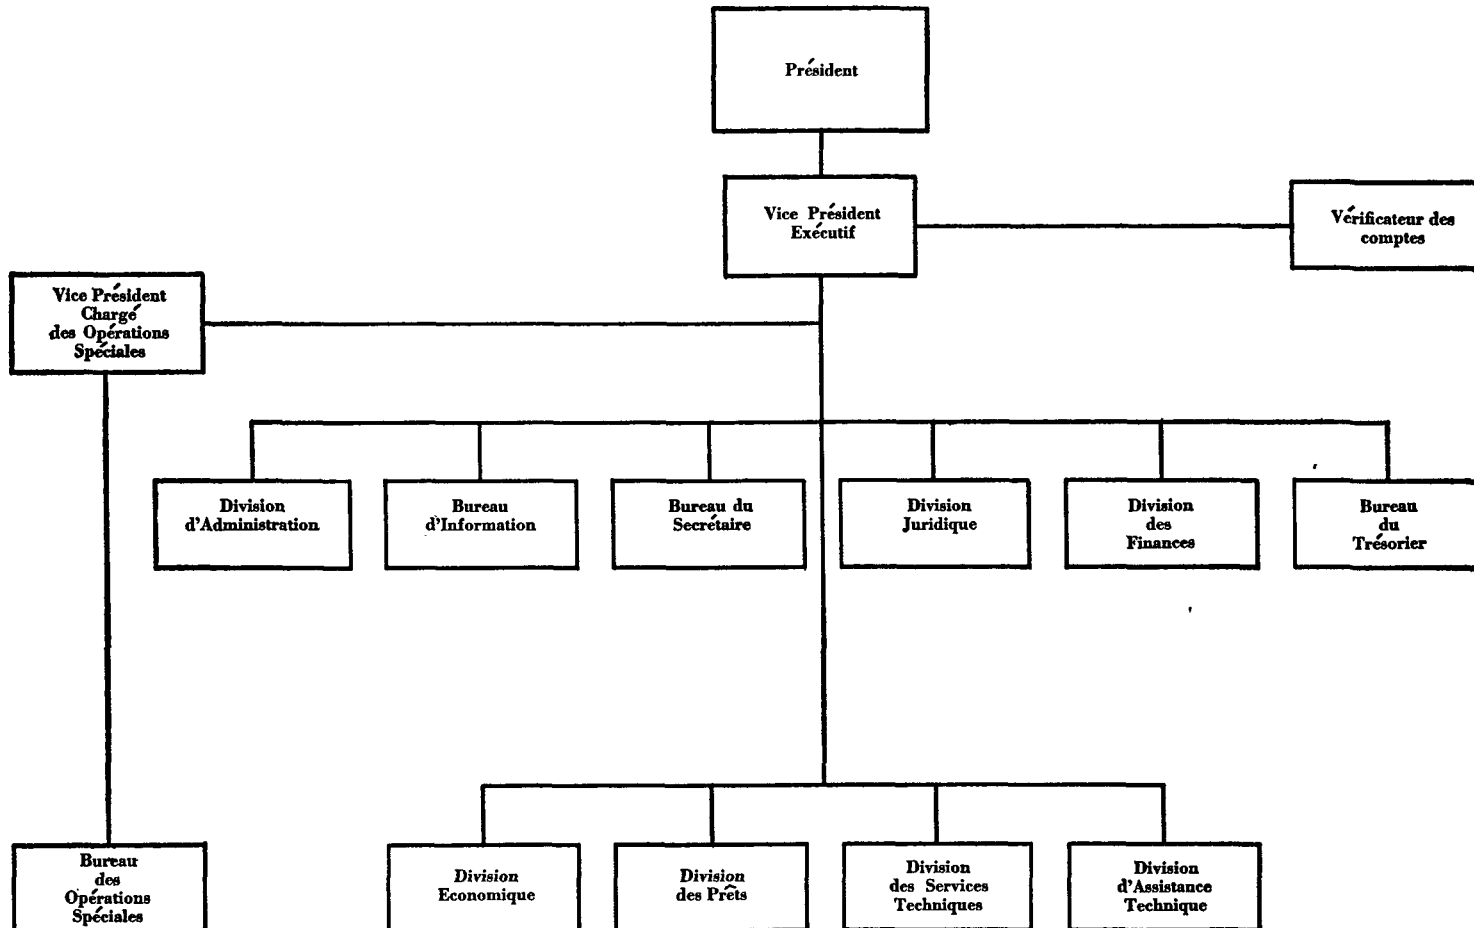 Président
Vice Président
Exécutif
Vérificateur des
comptes
Vice Président
Chargé
des Opérations
Spéciales
Division
d'Administration
Bureau
d'Information
Bureau du
Secrétaire
Division
Juridique
Division
des
Finances
Bureau
du
Trésorier
Bureau
des
Opérations
Spéciales
Division
Economique
Division
des Prêts
Division
des Services
Techniques
Division
d'Assistance
Technique